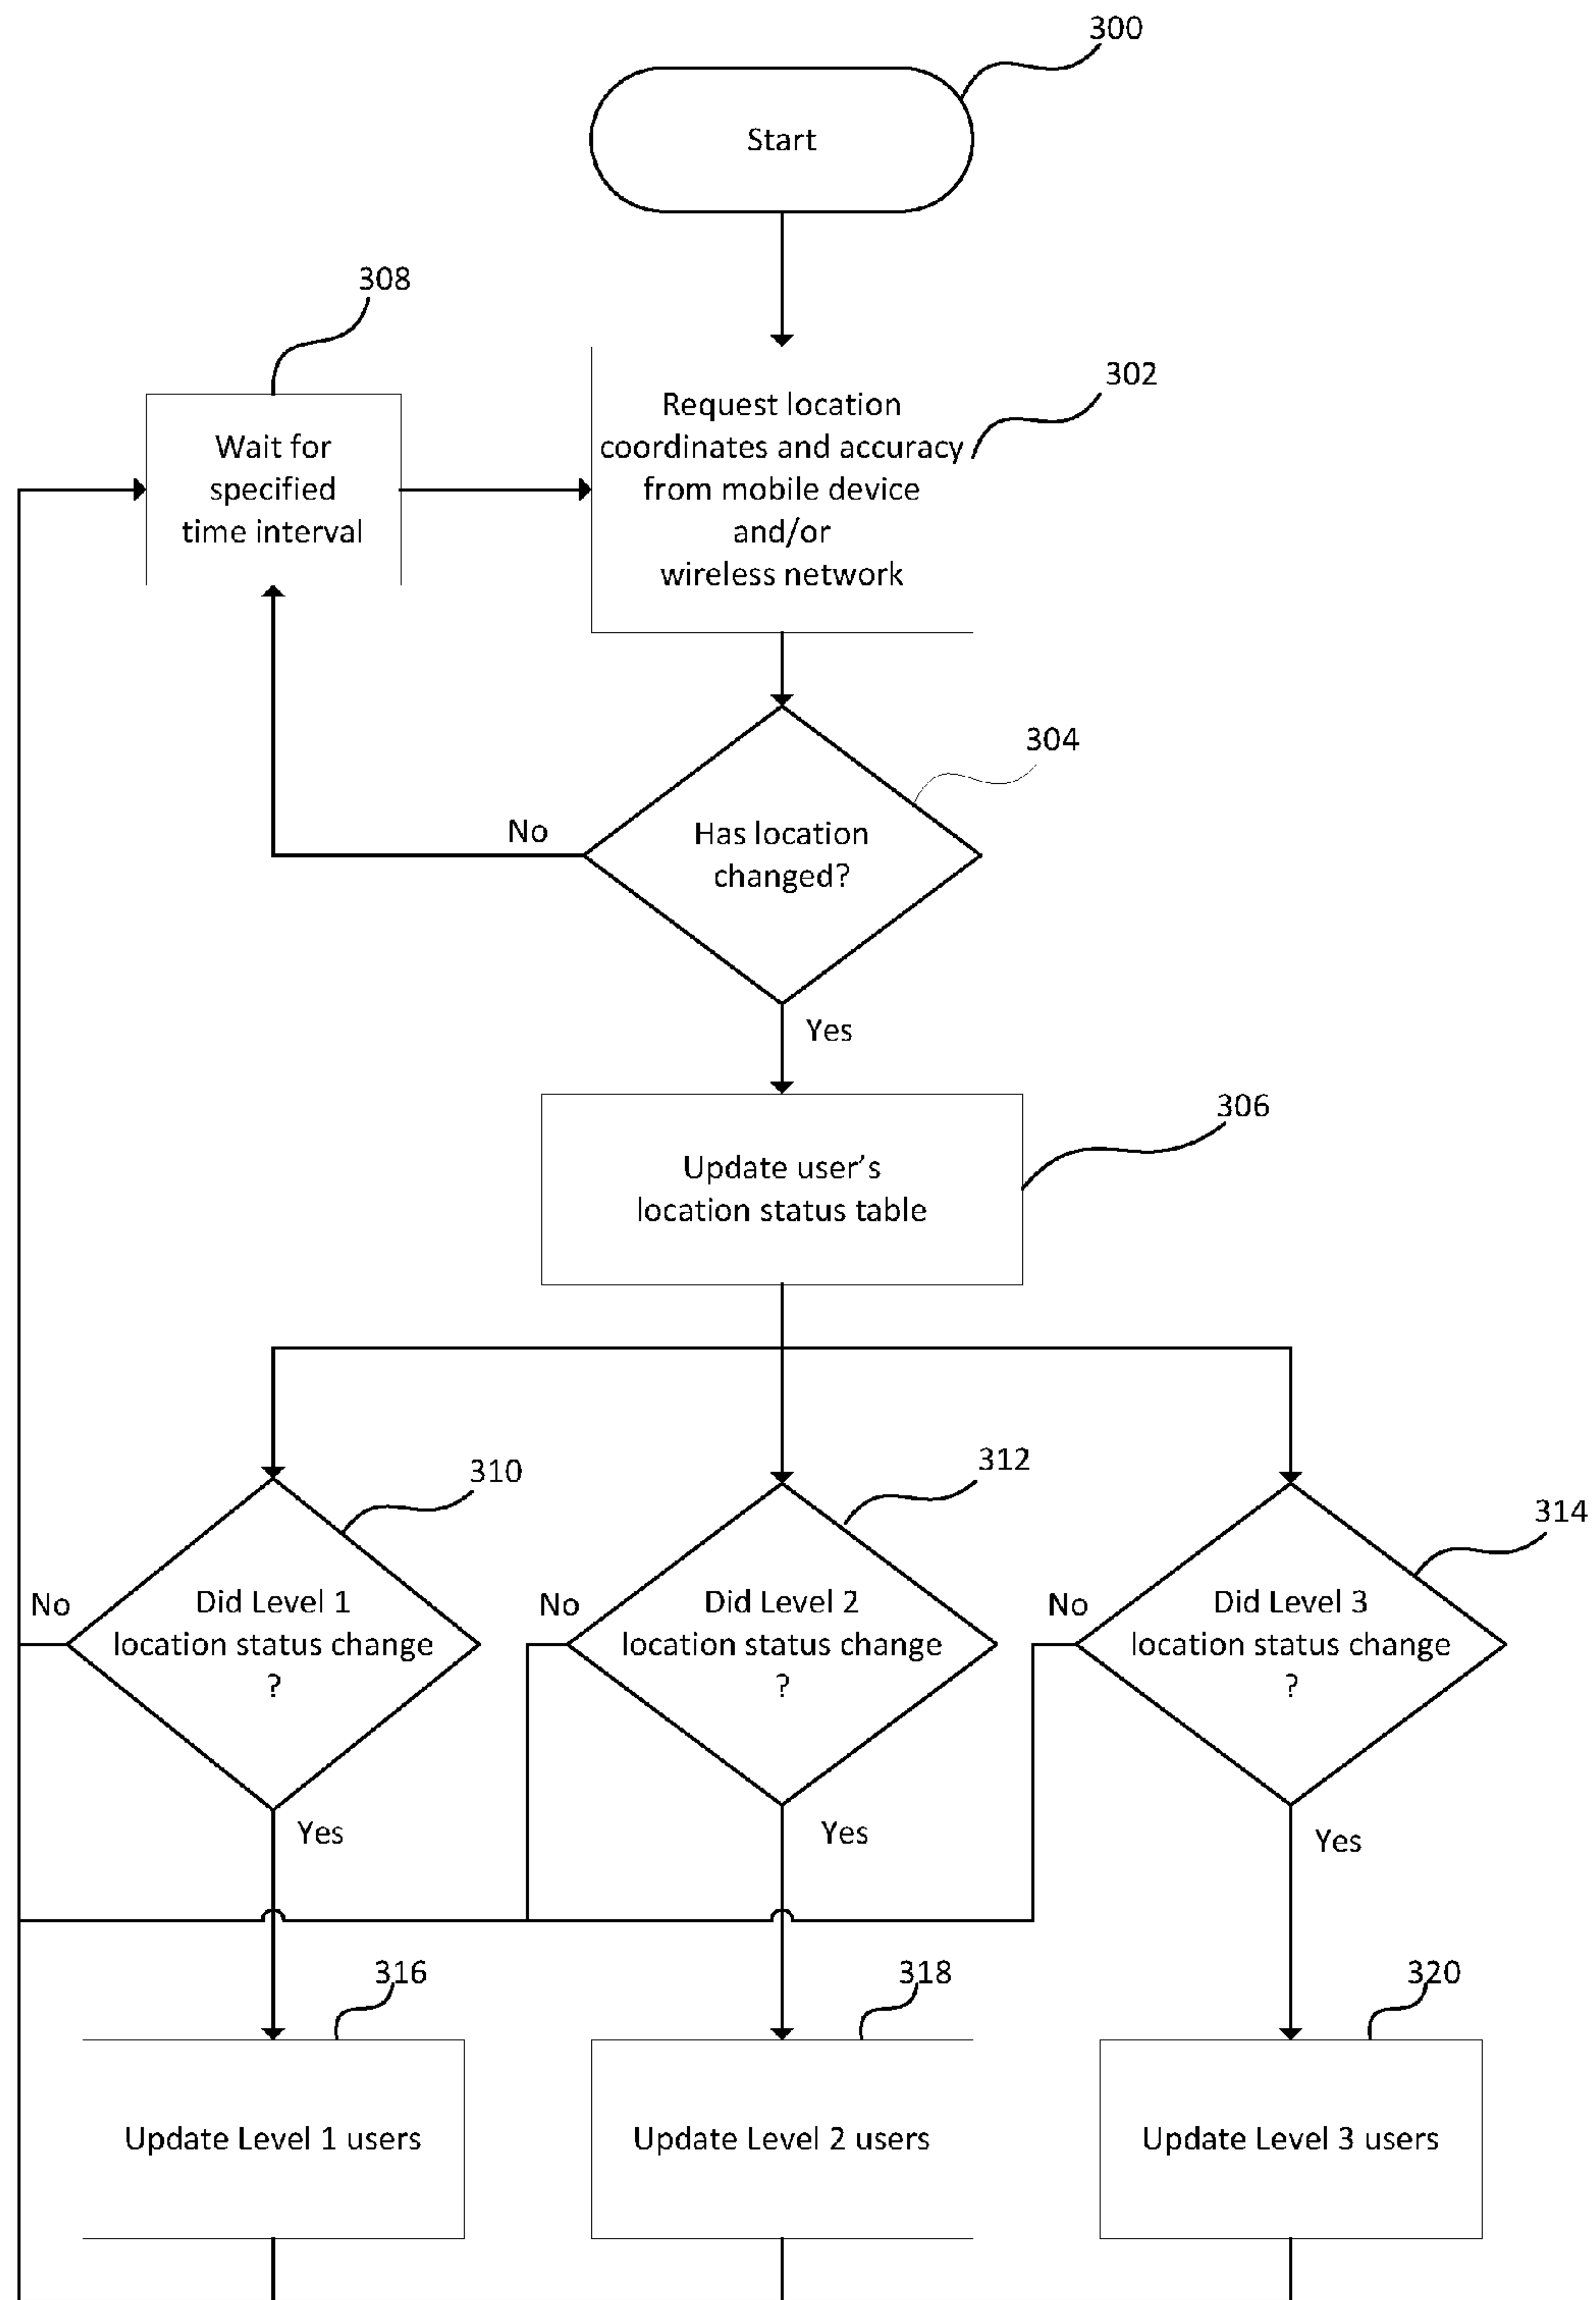 300
Start
308
Wait for
specified
time interval
302
Request location
coordinates and accuracy
from mobile device
and/or
wireless network
304
Has location
changed?
No
Yes
306
Update user’s
location status table
310
Did Level 1
location status change
?
No
Yes
312
Did Level 2
location status change
?
No
Yes
314
Did Level 3
location status change
?
No
Yes
316
Update Level 1 users
318
Update Level 2 users
320
Update Level 3 users